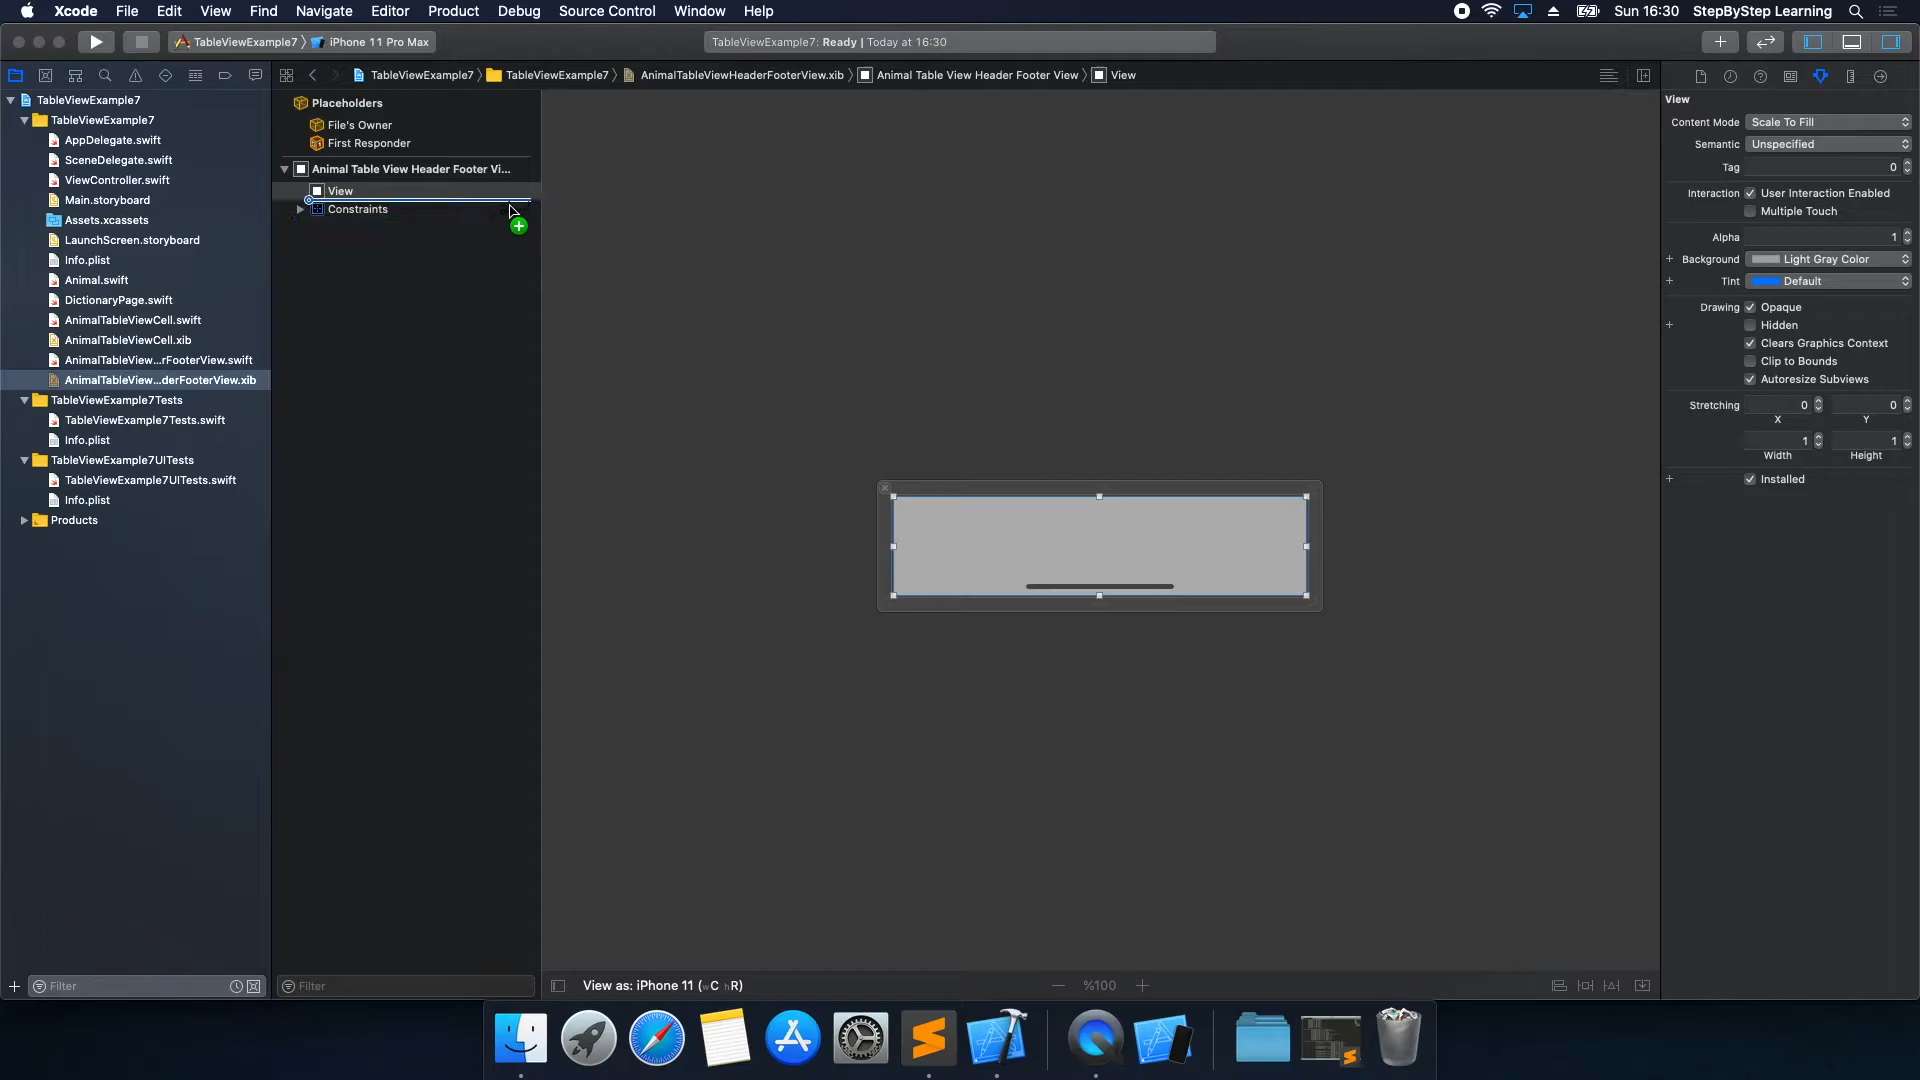 Xcode File Edit View Find Navigate Editor Product Debug Source Control Window Help
Sun 16:30 StepByStep Learning
TableViewExample7 iPhone 11 Pro Max
TableViewExample7: Ready | Today at 16:30
TableViewExample7 TableViewExample7 AnimalTableViewHeaderFooterView.xib Animal Table View Header Footer View View
TableViewExample7
TableViewExample7
AppDelegate.swift
SceneDelegate.swift
ViewController.swift
Main.storyboard
Assets.xcassets
LaunchScreen.storyboard
Info.plist
Animal.swift
DictionaryPage.swift
AnimalTableViewCell.swift
AnimalTableViewCell.xib
AnimalTableView...rFooterView.swift
AnimalTableView...derFooterView.xib
TableViewExample7Tests
TableViewExample7Tests.swift
Info.plist
TableViewExample7UITests
TableViewExample7UITests.swift
Info.plist
Products
Filter
Placeholders
File's Owner
First Responder
Animal Table View Header Footer Vi...
View
Constraints
Filter
View as: iPhone 11 (wC hR)
%100
View
Content Mode Scale To Fill
Semantic Unspecified
Tag 0
Interaction User Interaction Enabled
Multiple Touch
Alpha 1
Background Light Gray Color
Tint Default
Drawing Opaque
Hidden
Clears Graphics Context
Clip to Bounds
Autoresize Subviews
Stretching 0 0
X Y
1 1
Width Height
Installed